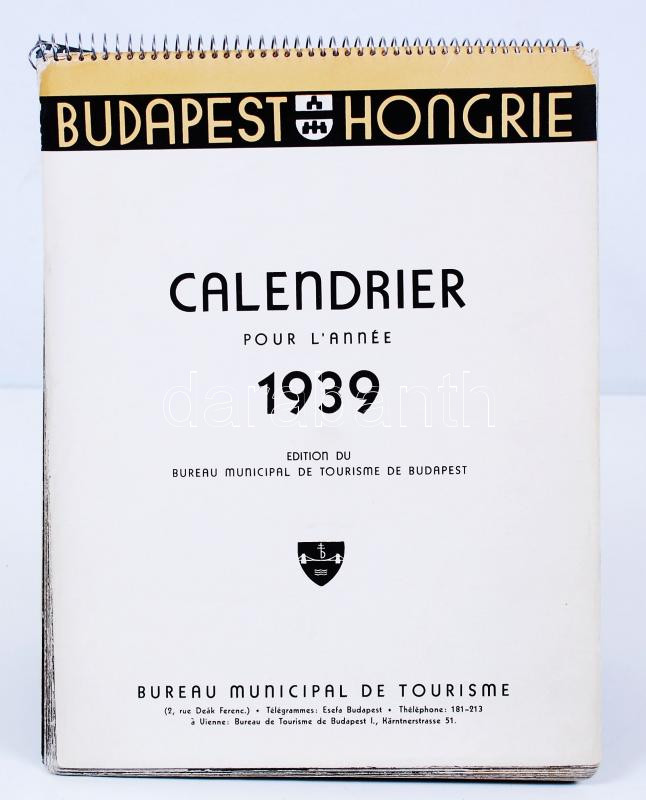 BUDAPEST HONGRIE
CALENDRIER
POUR L'ANNÉE
1939
darabanth
EDITION DU
BUREAU MUNICIPAL DE TOURISME DE BUDAPEST
b
BUREAU MUNICIPAL DE TOURISME
(2, rue Deák Ferenc.) • Télégrammes: Esefa Budapest • Théléphone: 181-213
à Vienne: Bureau de Tourisme de Budapest I., Kärntnerstrasse 51.